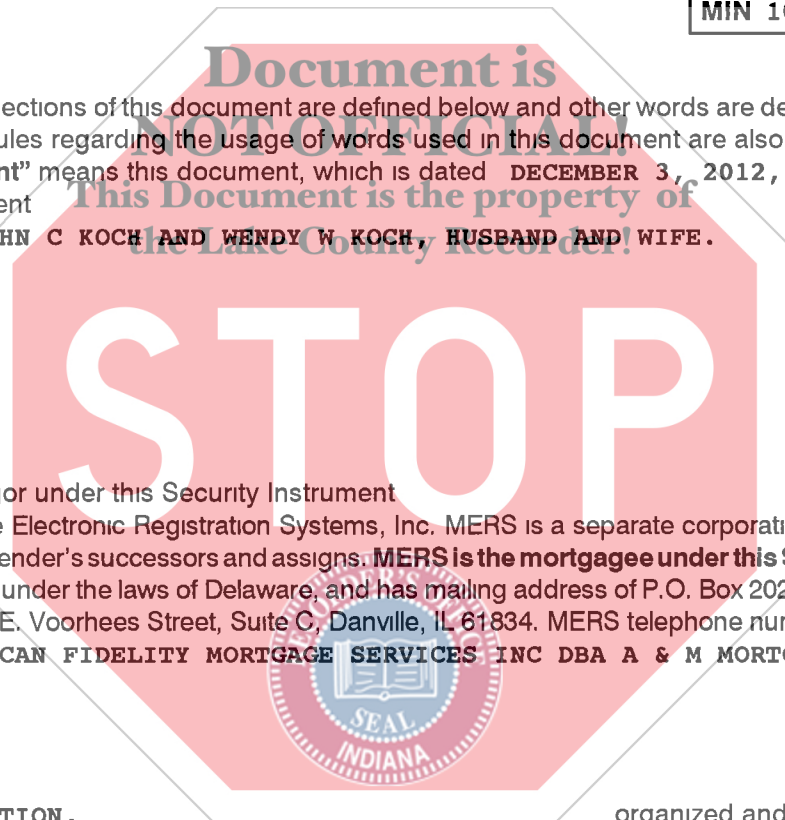 MIN 1
Document is
ections of this document are defined below and other words are de
NOT OFFICIAL!
ules regarding the usage of words used in this document are also
nt” means this document, which is dated DECEMBER 3, 2012,
This Document is the property of
ent
HN C KOCH AND WENDY W KOCH, HUSBAND AND WIFE.
the Lake County Recorder!
STOP
or under this Security Instrument
e Electronic Registration Systems, Inc. MERS is a separate corporati
ender's successors and assigns. MERS is the mortgagee under this S
under the laws of Delaware, and has mailing address of P.O. Box 202
E. Voorhees Street, Suite C, Danville, IL 61834. MERS telephone nu
RECORDER'S OFFICE
CAN FIDELITY MORTGAGE SERVICES INC DBA A & M MORT
SEAL
INDIANA
TION.
organized and